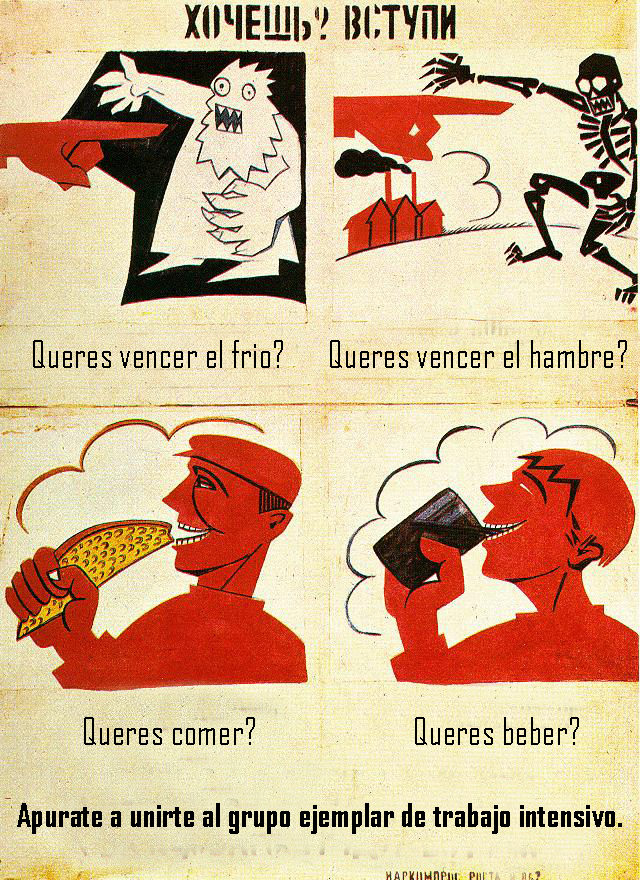 ХОЧЕШЬ? ВСТУПИ
Queres vencer el frio?
Queres vencer el hambre?
Queres comer?
Queres beber?
Apurate a unirte al grupo ejemplar de trabajo intensivo.
РОСТА